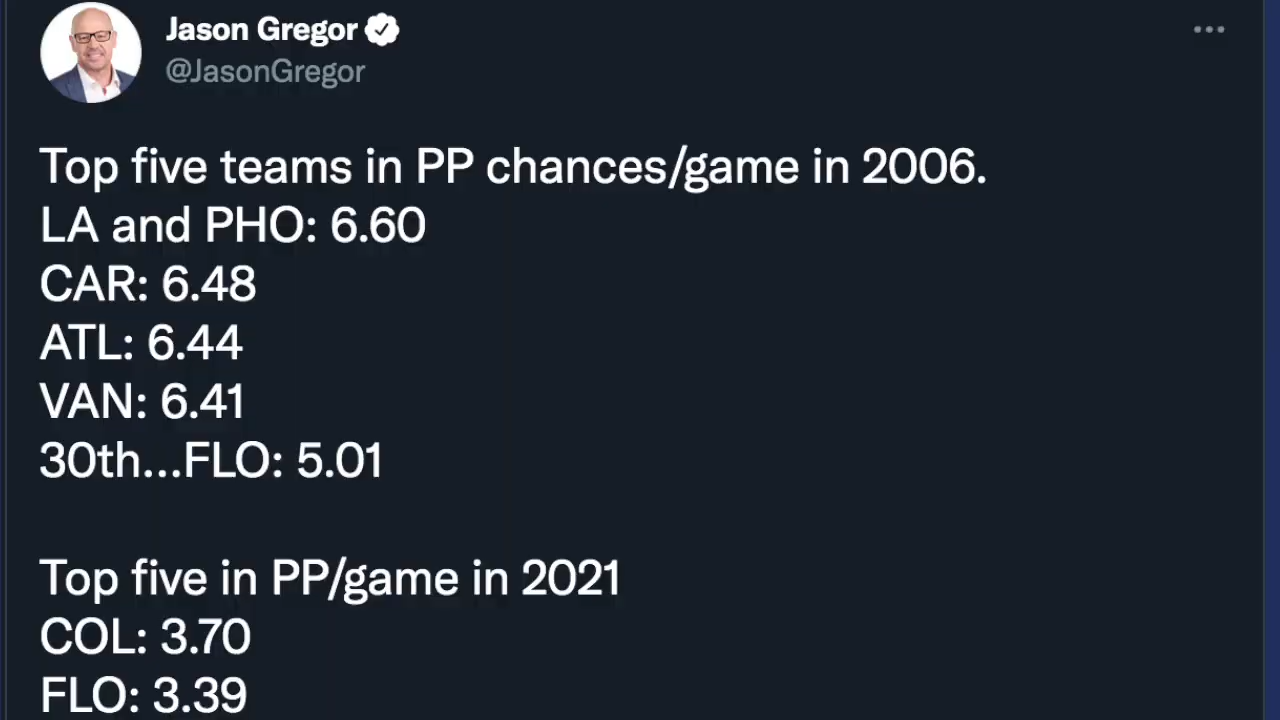 Jason Gregor
@JasonGregor
Top five teams in PP chances/game in 2006.
LA and PHO: 6.60
CAR: 6.48
ATL: 6.44
VAN: 6.41
30th...FLO: 5.01
Top five in PP/game in 2021
COL: 3.70
FLO: 3.39